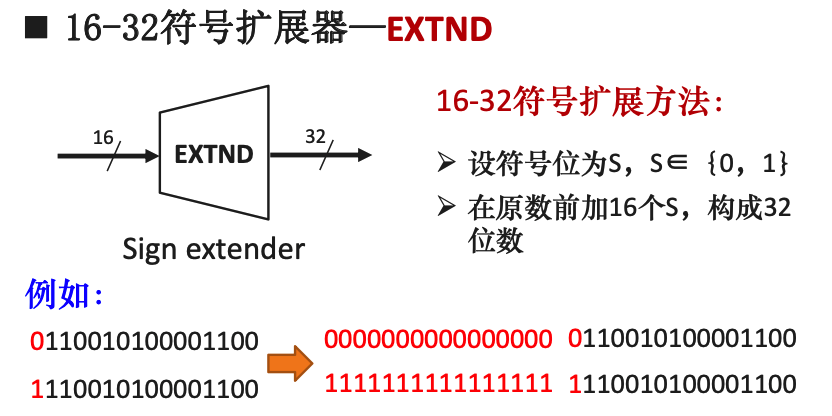 ■ 16-32符号扩展器—EXTND
16-32符号扩展方法：
16
EXTND
32
➢ 设符号位为S，S∈｛0，1｝
➢ 在原数前加16个S，构成32
位数
Sign extender
例如：
0110010100001100
0000000000000000 0110010100001100
1110010100001100
1111111111111111 1110010100001100